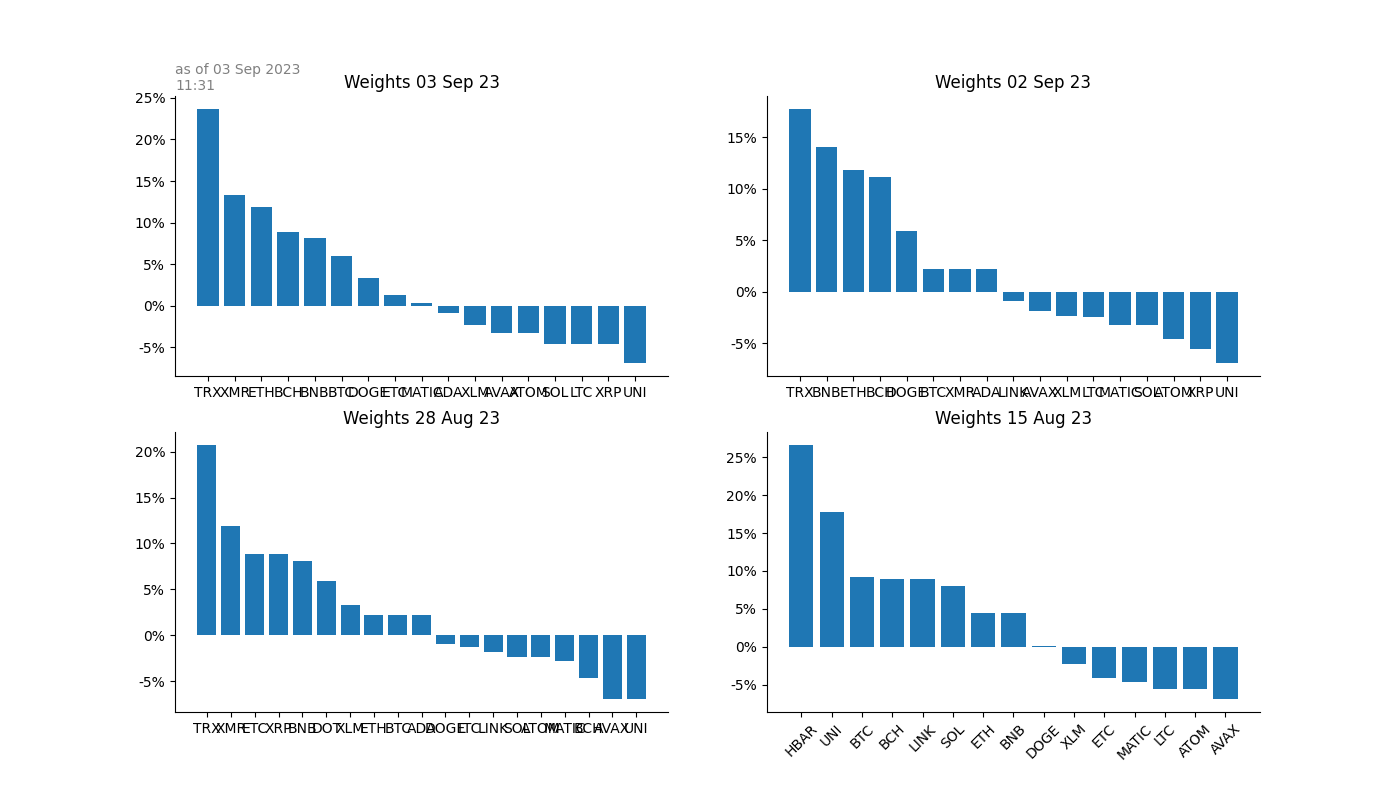 as of 03 Sep 2023
11:31
Weights 03 Sep 23
25%
20%
15%
10%
5%
0%
-5%
TRX XMR ETH BCH BNB BTC DOGE ETC MATIC ADA XLM AVAX ATOM SOL LTC XRP UNI
Weights 02 Sep 23
15%
10%
5%
0%
-5%
TRX BNB ETH BCH DOGE BTC XMR ADA LINK AVAX XLM LTC MATIC SOL ATOM XRP UNI
Weights 28 Aug 23
20%
15%
10%
5%
0%
-5%
TRX XMR ETC XRP BNB DOT XLM ETH BTC ADA DOGE LTC LINK SOL ATOM MATIC BCH AVAX UNI
Weights 15 Aug 23
25%
20%
15%
10%
5%
0%
-5%
HBAR UNI BTC BCH LINK SOL ETH BNB DOGE XLM ETC MATIC LTC ATOM AVAX